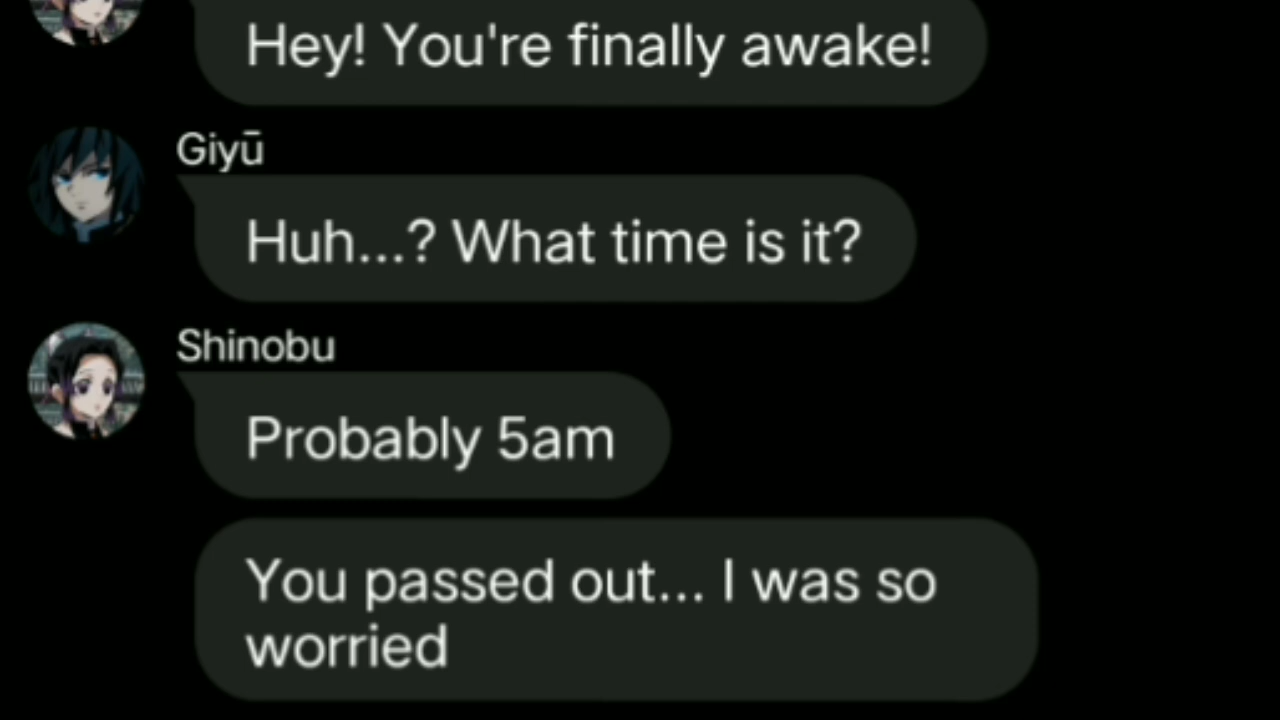 Hey! You're finally awake!
Giyū
Huh...? What time is it?
Shinobu
Probably 5am
You passed out... I was so
worried